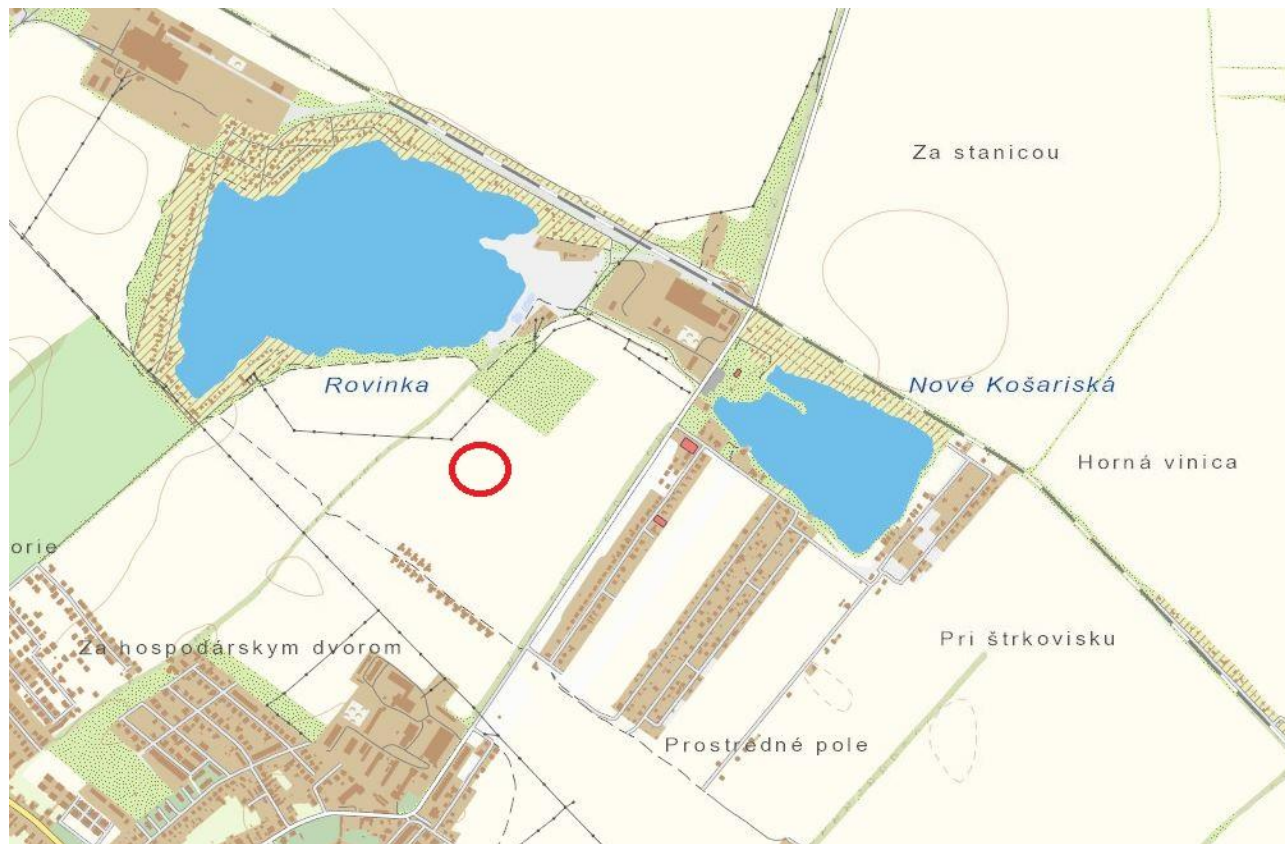 Za stanicou
Rovinka
Nové Košariská
Horná vinica
orie
Za hospodárskym dvorom
Pri štrkovisku
Prostredné pole